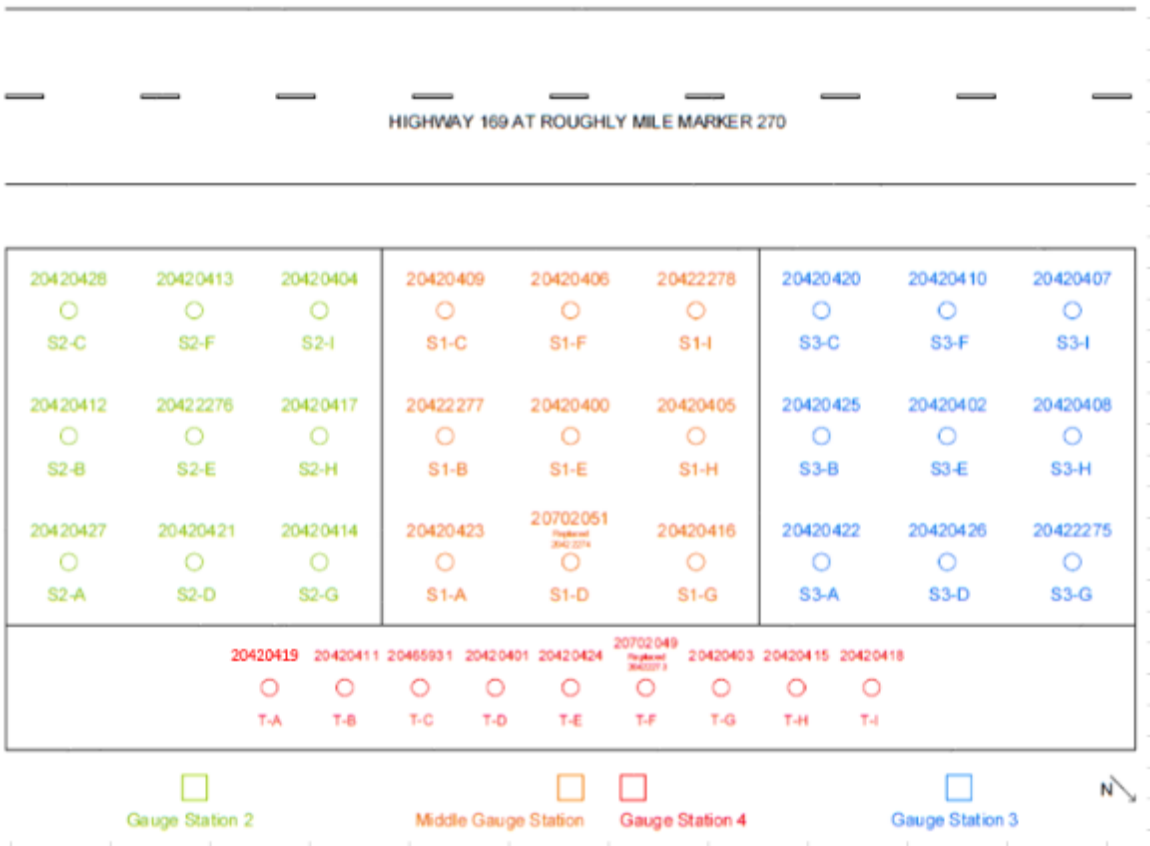 HIGHWAY 169 AT ROUGHLY MILE MARKER 270
20420428 20420413 20420404 20420409 20420406 20422278 20420420 20420410 20420407
S2-C S2-F S2-I S1-C S1-F S1-I S3-C S3-F S3-I
20420412 20422276 20420417 20422277 20420400 20420405 20420425 20420402 20420408
S2-B S2-E S2-H S1-B S1-E S1-H S3-B S3-E S3-H
20702051
20420427 20420421 20420414 20420423 Replaced 20420416 20420422 20420426 20422275
S2-A S2-D S2-G S1-A S1-D S1-G S3-A S3-D S3-G
20702049
20420419 20420411 20465931 20420401 20420424 Replaced 20420403 20420415 20420418
T-A T-B T-C T-D T-E T-F T-G T-H T-I
N
Gauge Station 2 Middle Gauge Station Gauge Station 4 Gauge Station 3